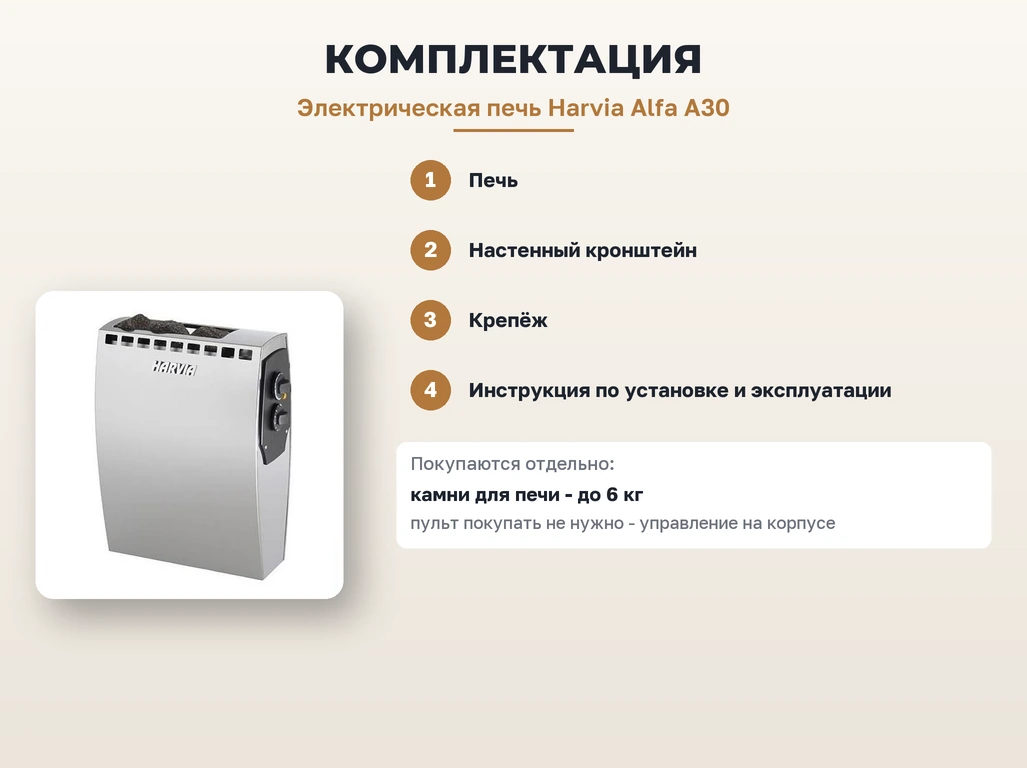 КОМПЛЕКТАЦИЯ
Электрическая печь Harvia Alfa A30
1 Печь
2 Настенный кронштейн
3 Крепёж
4 Инструкция по установке и эксплуатации
HARVIA
Покупаются отдельно:
камни для печи - до 6 кг
пульт покупать не нужно - управление на корпусе